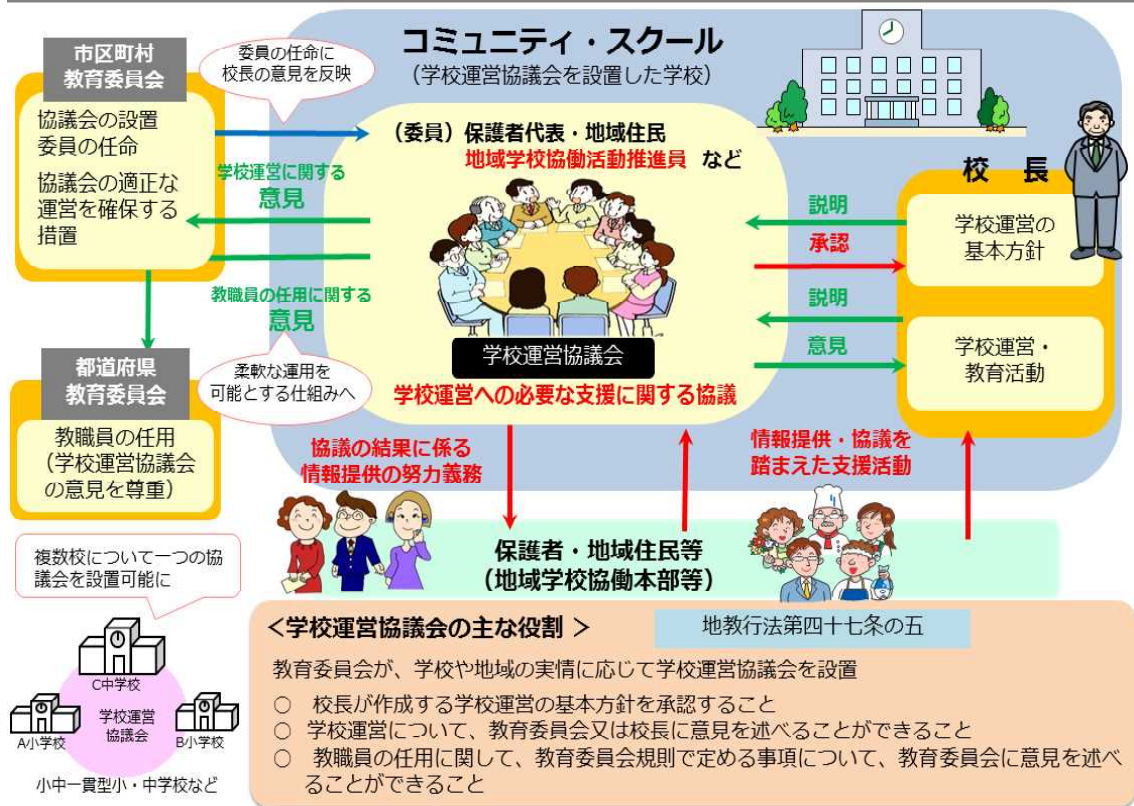 コミュニティ・スクール
(学校運営協議会を設置した学校)
市区町村
教育委員会
協議会の設置
委員の任命
協議会の適正な
運営を確保する
措置
委員の任命に
校長の意見を反映
学校運営に関する
意見
教職員の任用に関する
意見
柔軟な運用を
可能とする仕組みへ
都道府県
教育委員会
教職員の任用
(学校運営協議会
の意見を尊重)
(委員)保護者代表・地域住民
地域学校協働活動推進員 など
学校運営協議会
学校運営への必要な支援に関する協議
校 長
説明
承認
学校運営の
基本方針
説明
意見
学校運営・
教育活動
協議の結果に係る
情報提供の努力義務
情報提供・協議を
踏まえた支援活動
保護者・地域住民等
(地域学校協働本部等)
複数校について一つの協
議会を設置可能に
C中学校
A小学校
学校運営
協議会
B小学校
小中一貫型小・中学校など
<学校運営協議会の主な役割 >
地教行法第四十七条の五
教育委員会が、学校や地域の実情に応じて学校運営協議会を設置
○ 校長が作成する学校運営の基本方針を承認すること
○ 学校運営について、教育委員会又は校長に意見を述べることができること
○ 教職員の任用に関して、教育委員会規則で定める事項について、教育委員会に意見を述べ
ることができること